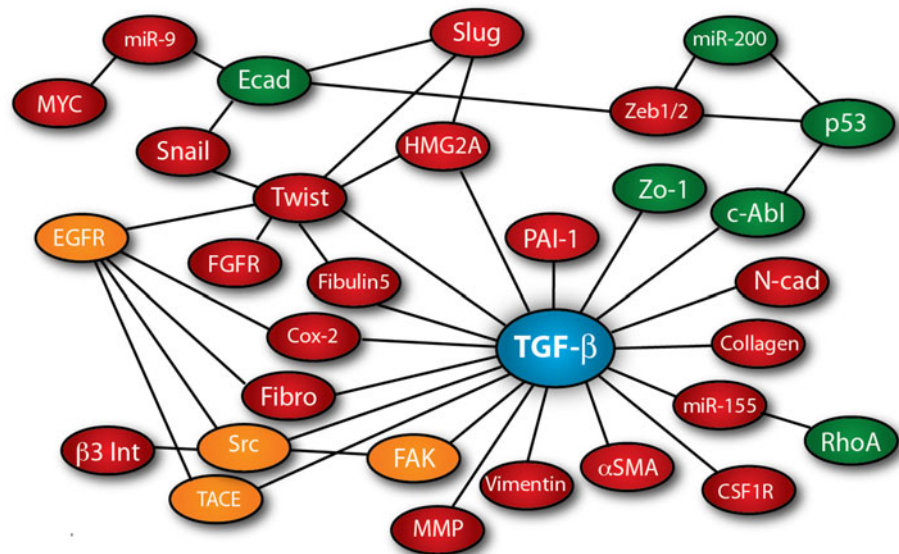 Slug
miR-9
miR-200
Ecad
MYC
Zeb1/2
p53
HMG2A
Snail
Twist
Zo-1
c-Abl
EGFR
PAI-1
FGFR
Fibulin5
N-cad
Cox-2
TGF-β
Collagen
Fibro
miR-155
β3 Int
Src
FAK
RhoA
αSMA
Vimentin
CSF1R
TACE
MMP